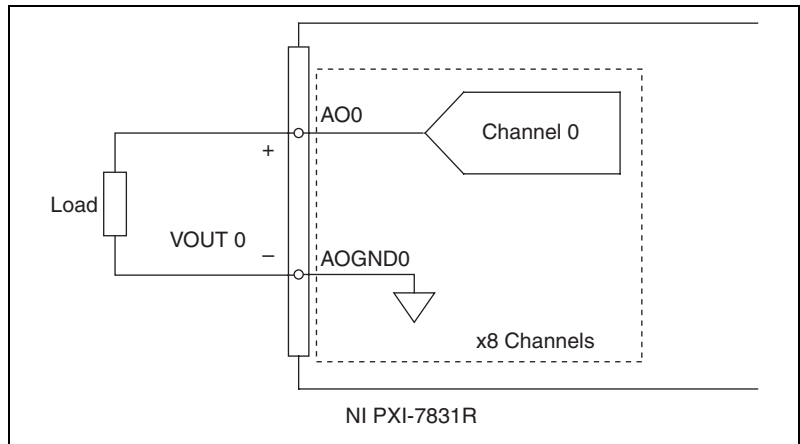 AO0
Channel 0
+
Load
VOUT 0
–
AOGND0
x8 Channels
NI PXI-7831R